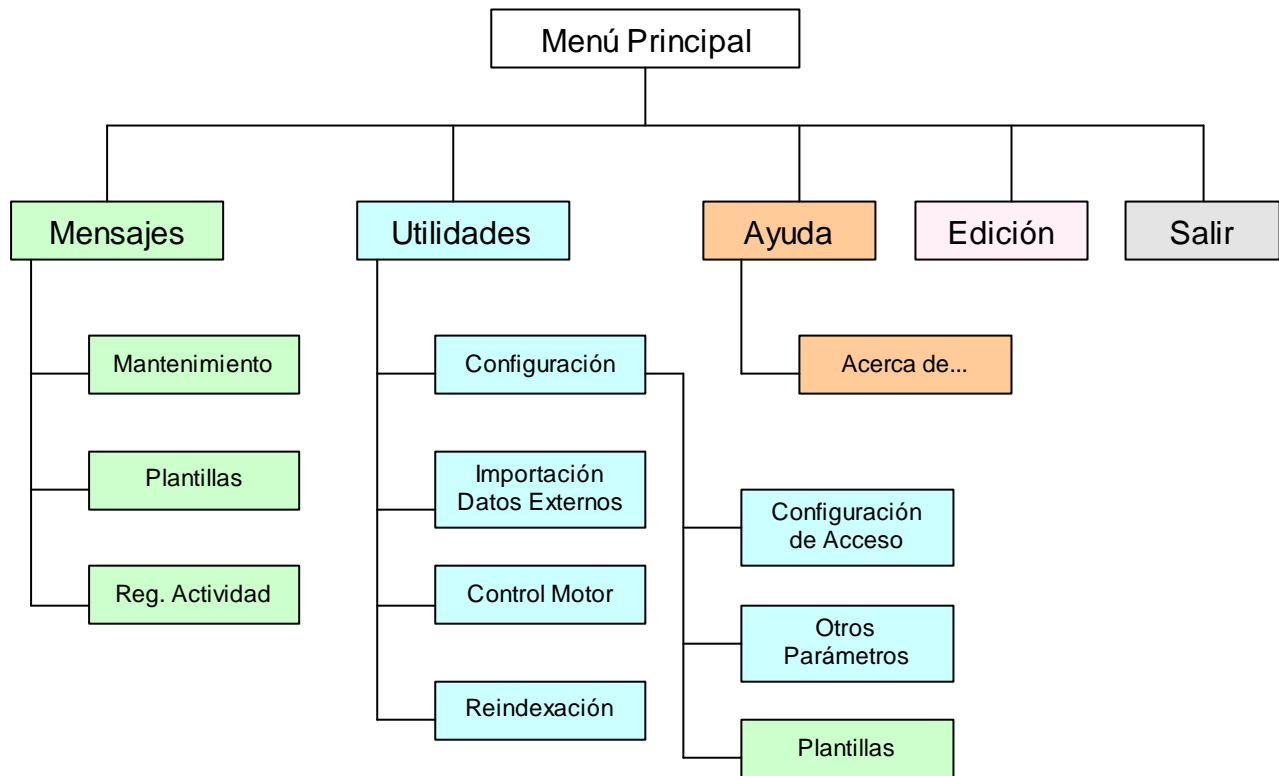 Menú Principal
Mensajes
Utilidades
Ayuda
Edición
Salir
Mantenimiento
Configuración
Acerca de...
Plantillas
Importación
Datos Externos
Configuración
de Acceso
Reg. Actividad
Control Motor
Otros
Parámetros
Reindexación
Plantillas